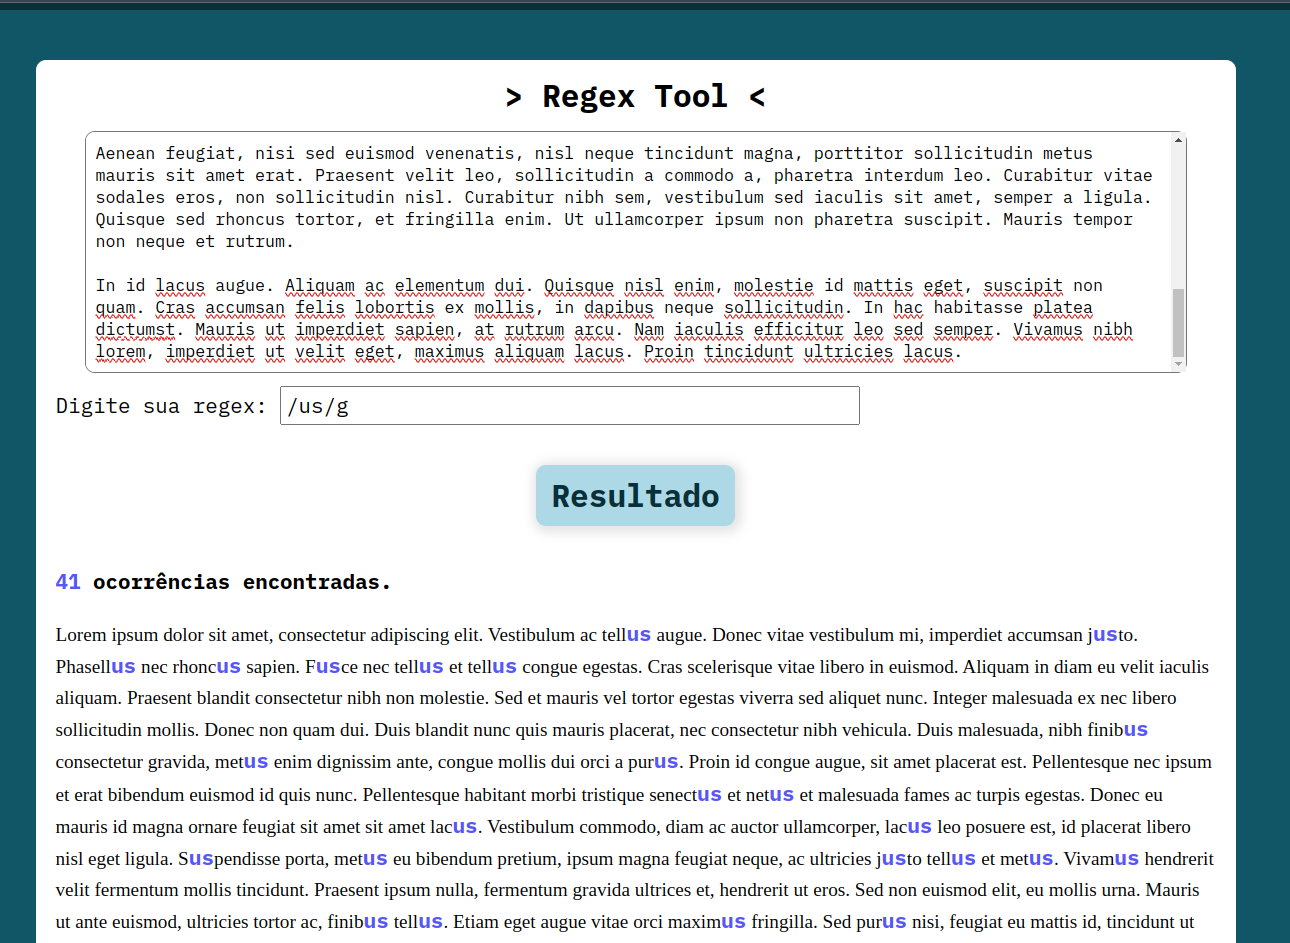 > Regex Tool <
Aenean feugiat, nisi sed euismod venenatis, nisl neque tincidunt magna, porttitor sollicitudin metus
mauris sit amet erat. Praesent velit leo, sollicitudin a commodo a, pharetra interdum leo. Curabitur vitae
sodales eros, non sollicitudin nisl. Curabitur nibh sem, vestibulum sed iaculis sit amet, semper a ligula.
Quisque sed rhoncus tortor, et fringilla enim. Ut ullamcorper ipsum non pharetra suscipit. Mauris tempor
non neque et rutrum.
In id lacus augue. Aliquam ac elementum dui. Quisque nisl enim, molestie id mattis eget, suscipit non
quam. Cras accumsan felis lobortis ex mollis, in dapibus neque sollicitudin. In hac habitasse platea
dictumst. Mauris ut imperdiet sapien, at rutrum arcu. Nam iaculis efficitur leo sed semper. Vivamus nibh
lorem, imperdiet ut velit eget, maximus aliquam lacus. Proin tincidunt ultricies lacus.
Digite sua regex: /us/g
Resultado
41 ocorrências encontradas.
Lorem ipsum dolor sit amet, consectetur adipiscing elit. Vestibulum ac tellus augue. Donec vitae vestibulum mi, imperdiet accumsan justo.
Phasellus nec rhoncus sapien. Fusce nec tellus et tellus congue egestas. Cras scelerisque vitae libero in euismod. Aliquam in diam eu velit iaculis
aliquam. Praesent blandit consectetur nibh non molestie. Sed et mauris vel tortor egestas viverra sed aliquet nunc. Integer malesuada ex nec libero
sollicitudin mollis. Donec non quam dui. Duis blandit nunc quis mauris placerat, nec consectetur nibh vehicula. Duis malesuada, nibh finibus
consectetur gravida, metus enim dignissim ante, congue mollis dui orci a purus. Proin id congue augue, sit amet placerat est. Pellentesque nec ipsum
et erat bibendum euismod id quis nunc. Pellentesque habitant morbi tristique senectus et netus et malesuada fames ac turpis egestas. Donec eu
mauris id magna ornare feugiat sit amet sit amet lacus. Vestibulum commodo, diam ac auctor ullamcorper, lacus leo posuere est, id placerat libero
nisl eget ligula. Suspendisse porta, metus eu bibendum pretium, ipsum magna feugiat neque, ac ultricies justo tellus et metus. Vivamus hendrerit
velit fermentum mollis tincidunt. Praesent ipsum nulla, fermentum gravida ultrices et, hendrerit ut eros. Sed non euismod elit, eu mollis urna. Mauris
ut ante euismod, ultricies tortor ac, finibus tellus. Etiam eget augue vitae orci maximus fringilla. Sed purus nisi, feugiat eu mattis id, tincidunt ut